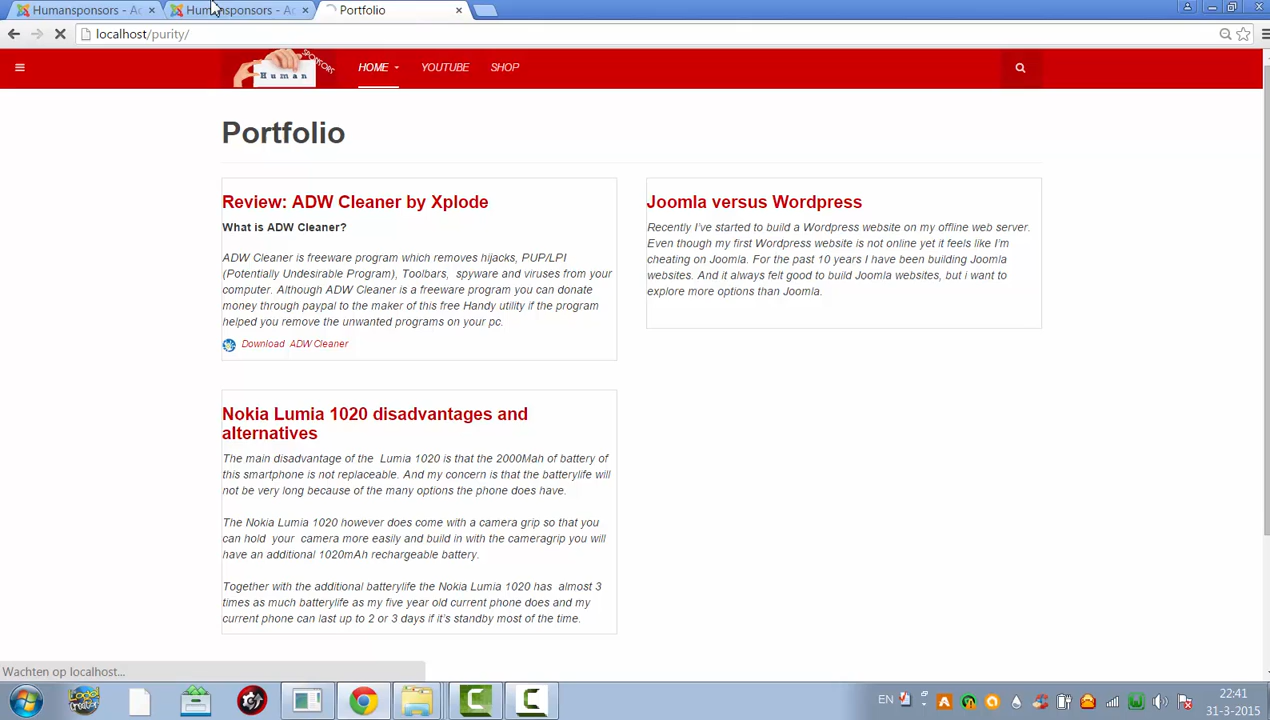 Humansponsors - Ac
Humansponsors - Ac
Portfolio
localhost/purity/
Human
SPONSORS
HOME
YOUTUBE
SHOP
Portfolio
Review: ADW Cleaner by Xplode
What is ADW Cleaner?
ADW Cleaner is freeware program which removes hijacks, PUP/LPI
(Potentially Undesirable Program), Toolbars,  spyware and viruses from your
computer. Although ADW Cleaner is a freeware program you can donate
money through paypal to the maker of this free Handy utility if the program
helped you remove the unwanted programs on your pc.
Download  ADW Cleaner
Joomla versus Wordpress
Recently I've started to build a Wordpress website on my offline web server.
Even though my first Wordpress website is not online yet it feels like I'm
cheating on Joomla. For the past 10 years I have been building Joomla
websites. And it always felt good to build Joomla websites, but i want to
explore more options than Joomla.
Nokia Lumia 1020 disadvantages and
alternatives
The main disadvantage of the  Lumia 1020 is that the 2000Mah of battery of
this smartphone is not replaceable. And my concern is that the batterylife will
not be very long because of the many options the phone does have.
The Nokia Lumia 1020 however does come with a camera grip so that you
can hold  your  camera more easily and build in with the cameragrip you will
have an additional 1020mAh rechargeable battery.
Together with the additional batterylife the Nokia Lumia 1020 has  almost 3
times as much batterylife as my five year old current phone does and my
current phone can last up to 2 or 3 days if it's standby most of the time.
Wachten op localhost...
EN
22:41
31-3-2015